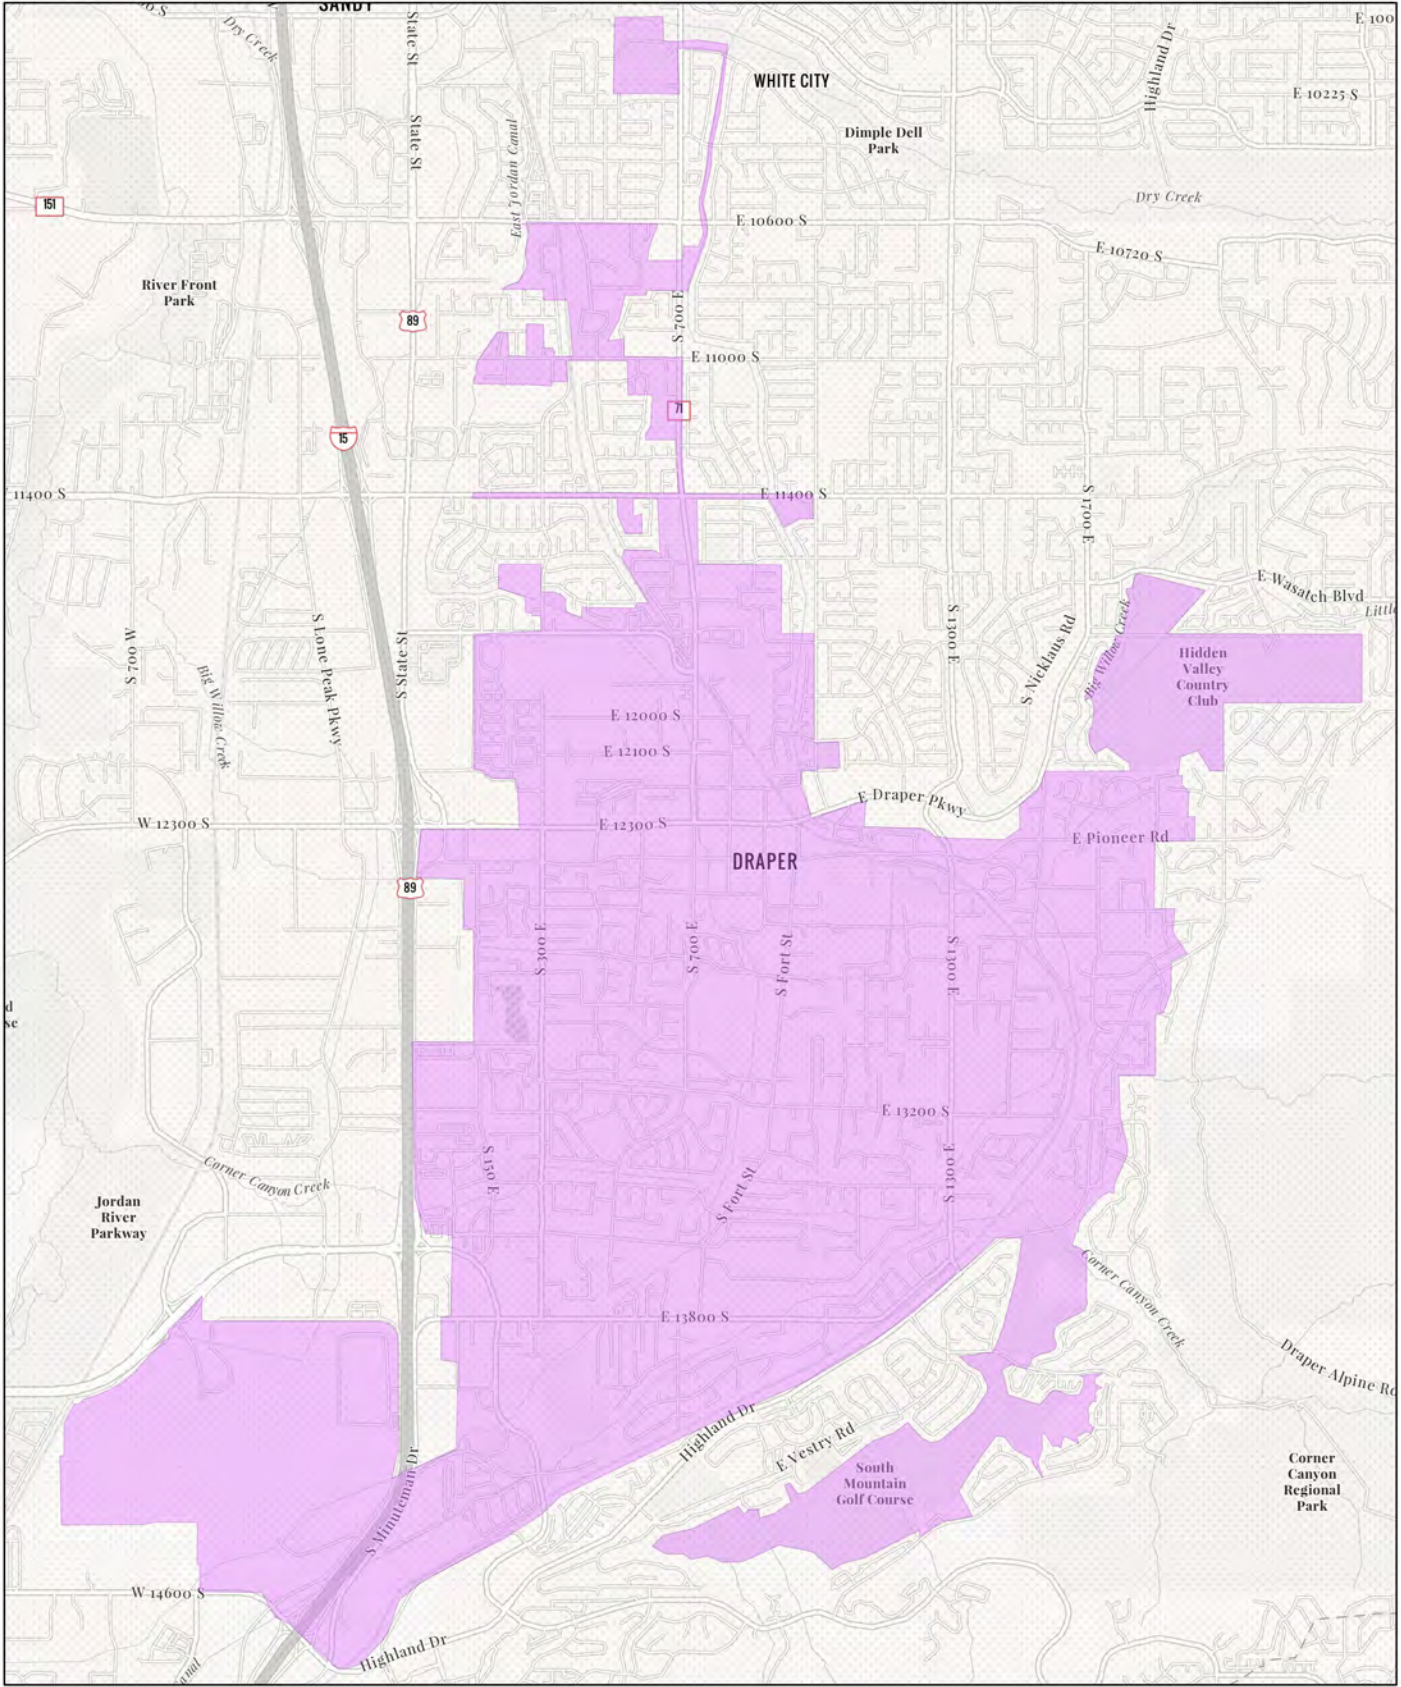 SANDY
Dry Creek
State St
E 100
Highland Dr
WHITE CITY
E 10225 S
State St
Dimple Dell
Park
East Jordan Canal
151
Dry Creek
E 10600 S
E 10720 S
River Front
Park
89
S 700 E
E 11000 S
71
15
11400 S
E 11400 S
S 1700 E
E Wasatch Blvd
Little
S 700 W
S Lone Peak Pkwy
S State St
S 1300 E
S Nicklaus Rd
Big Willow Creek
Hidden
Valley
Country
Club
Big Willow Creek
E 12000 S
E 12100 S
E Draper Pkwy
W 12300 S
E 12300 S
E Pioneer Rd
DRAPER
89
S 300 E
S 700 E
S Fort St
S 1300 E
d
se
E 13200 S
S 150 E
S Fort St
S 1300 E
Corner Canyon Creek
Jordan
River
Parkway
Corner Canyon Creek
E 13800 S
Draper Alpine Rd
Highland Dr
E Vestry Rd
S Minuteman Dr
South
Mountain
Golf Course
Corner
Canyon
Regional
Park
W 14600 S
Highland Dr
anal